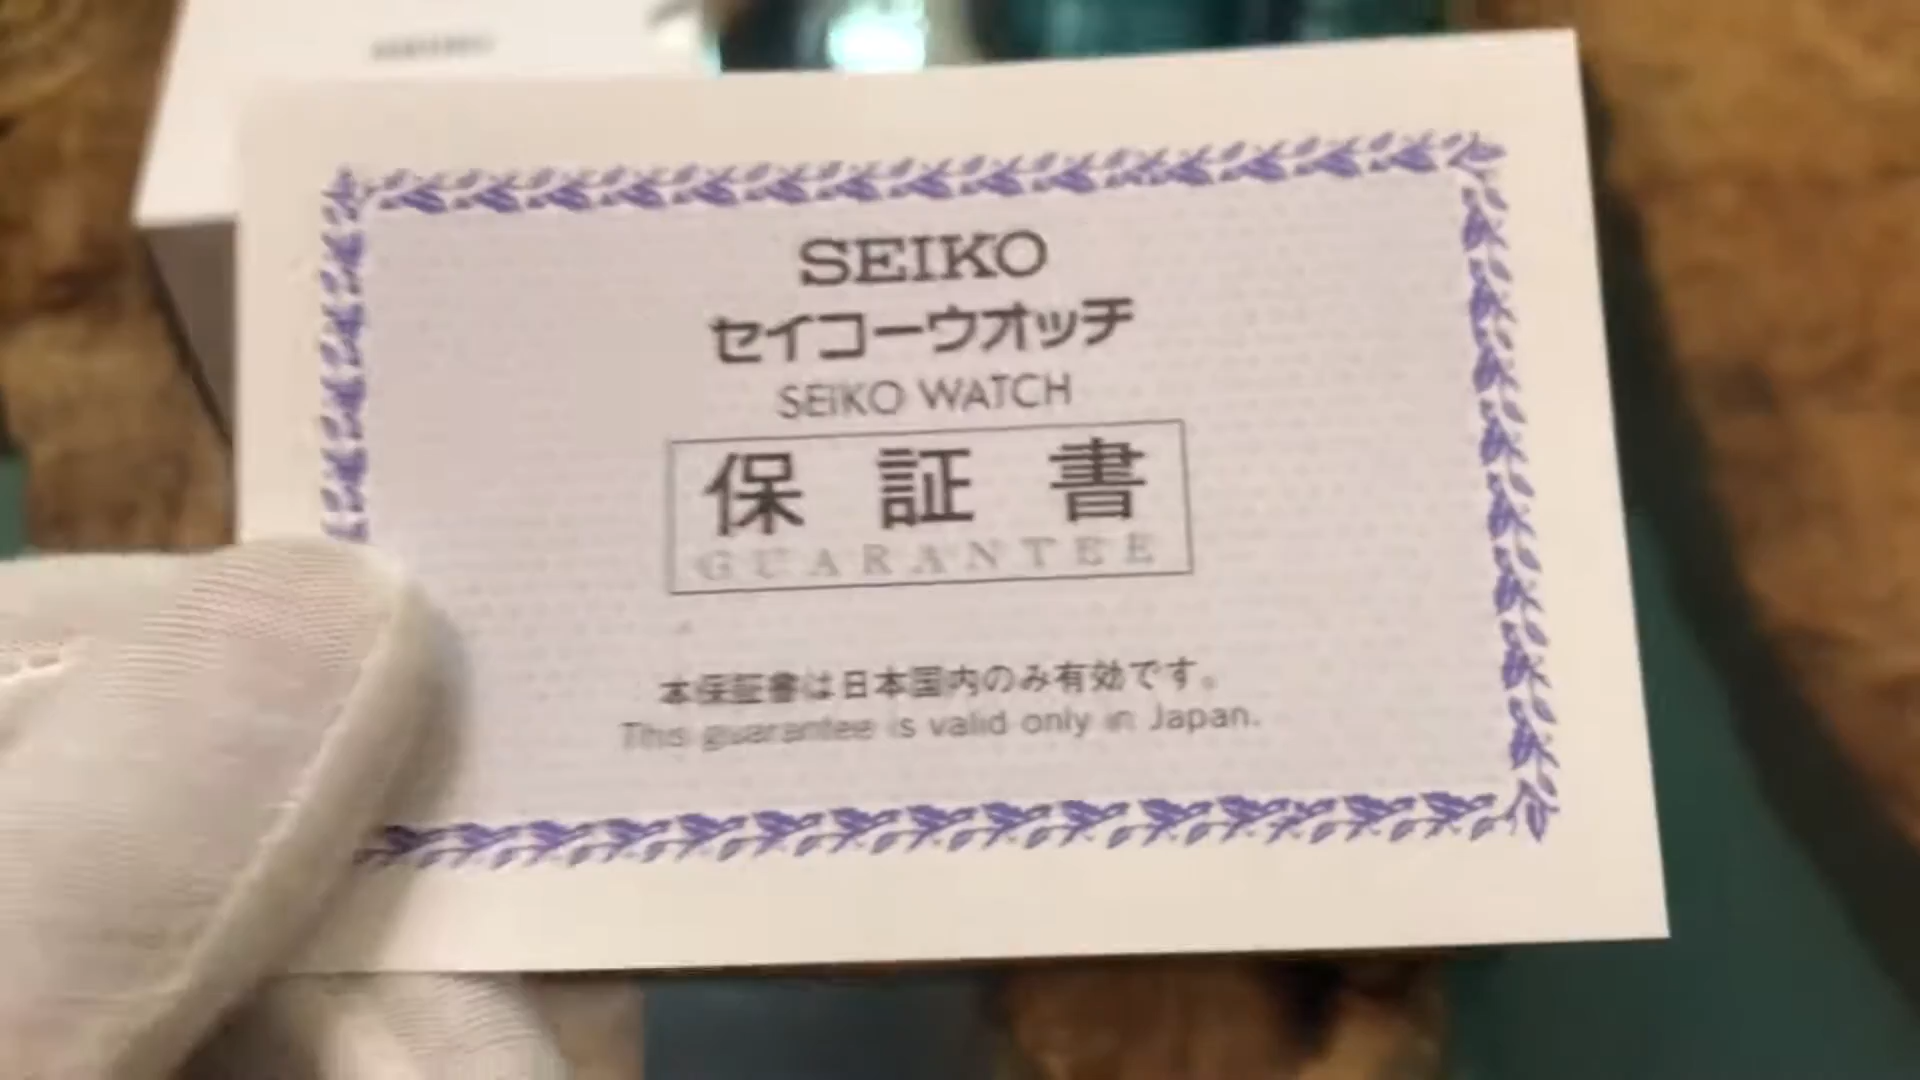 SEIKO
セイコーウオッチ
SEIKO WATCH
保証書
GUARANTEE
本保証書は日本国内のみ有効です。
This guarantee is valid only in Japan.